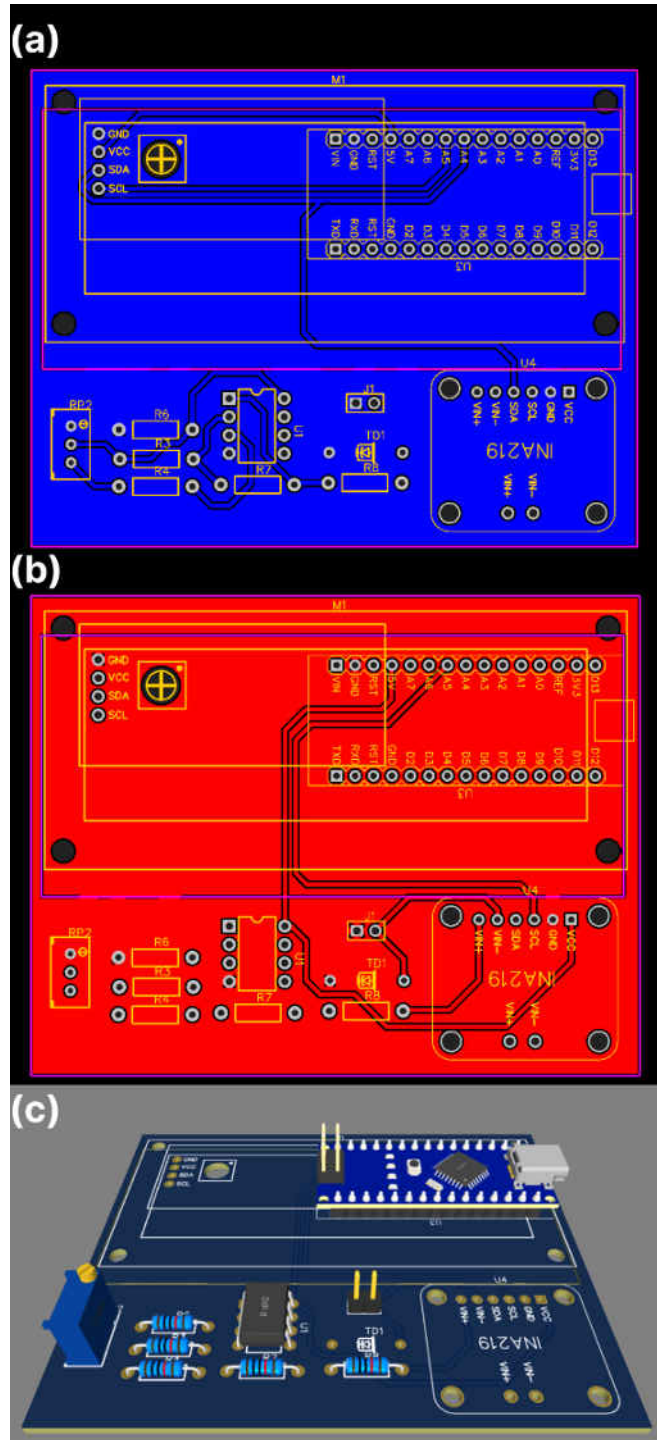 (a)
M1
GND
VCC
SDA
SCL
VIN GND RST 5V A7 A6 A5 A4 A3 A2 A1 A0 REF 3V3 D13
TXD RXD RST GND D2 D3 D4 D5 D6 D7 D8 D9 D10 D11 D12
U3
U4
RP2
R6
R3
R4
U1
R7
J1
TD1
R8
VIN+ VIN- SDA SCL GND VCC
INA219
VIN+ VIN-
(b)
M1
GND
VCC
SDA
SCL
VIN GND RST 5V A7 A6 A5 A4 A3 A2 A1 A0 REF 3V3 D13
TXD RXD RST GND D2 D3 D4 D5 D6 D7 D8 D9 D10 D11 D12
U3
U4
RP2
R6
R3
R4
U1
R7
J1
TD1
R8
VIN+ VIN- SDA SCL GND VCC
INA219
VIN+ VIN-
(c)
GND
VCC
SDA
SCL
U3
U4
U1
TD1
VIN+ VIN- SDA SCL GND VCC
INA219
VIN+ VIN-